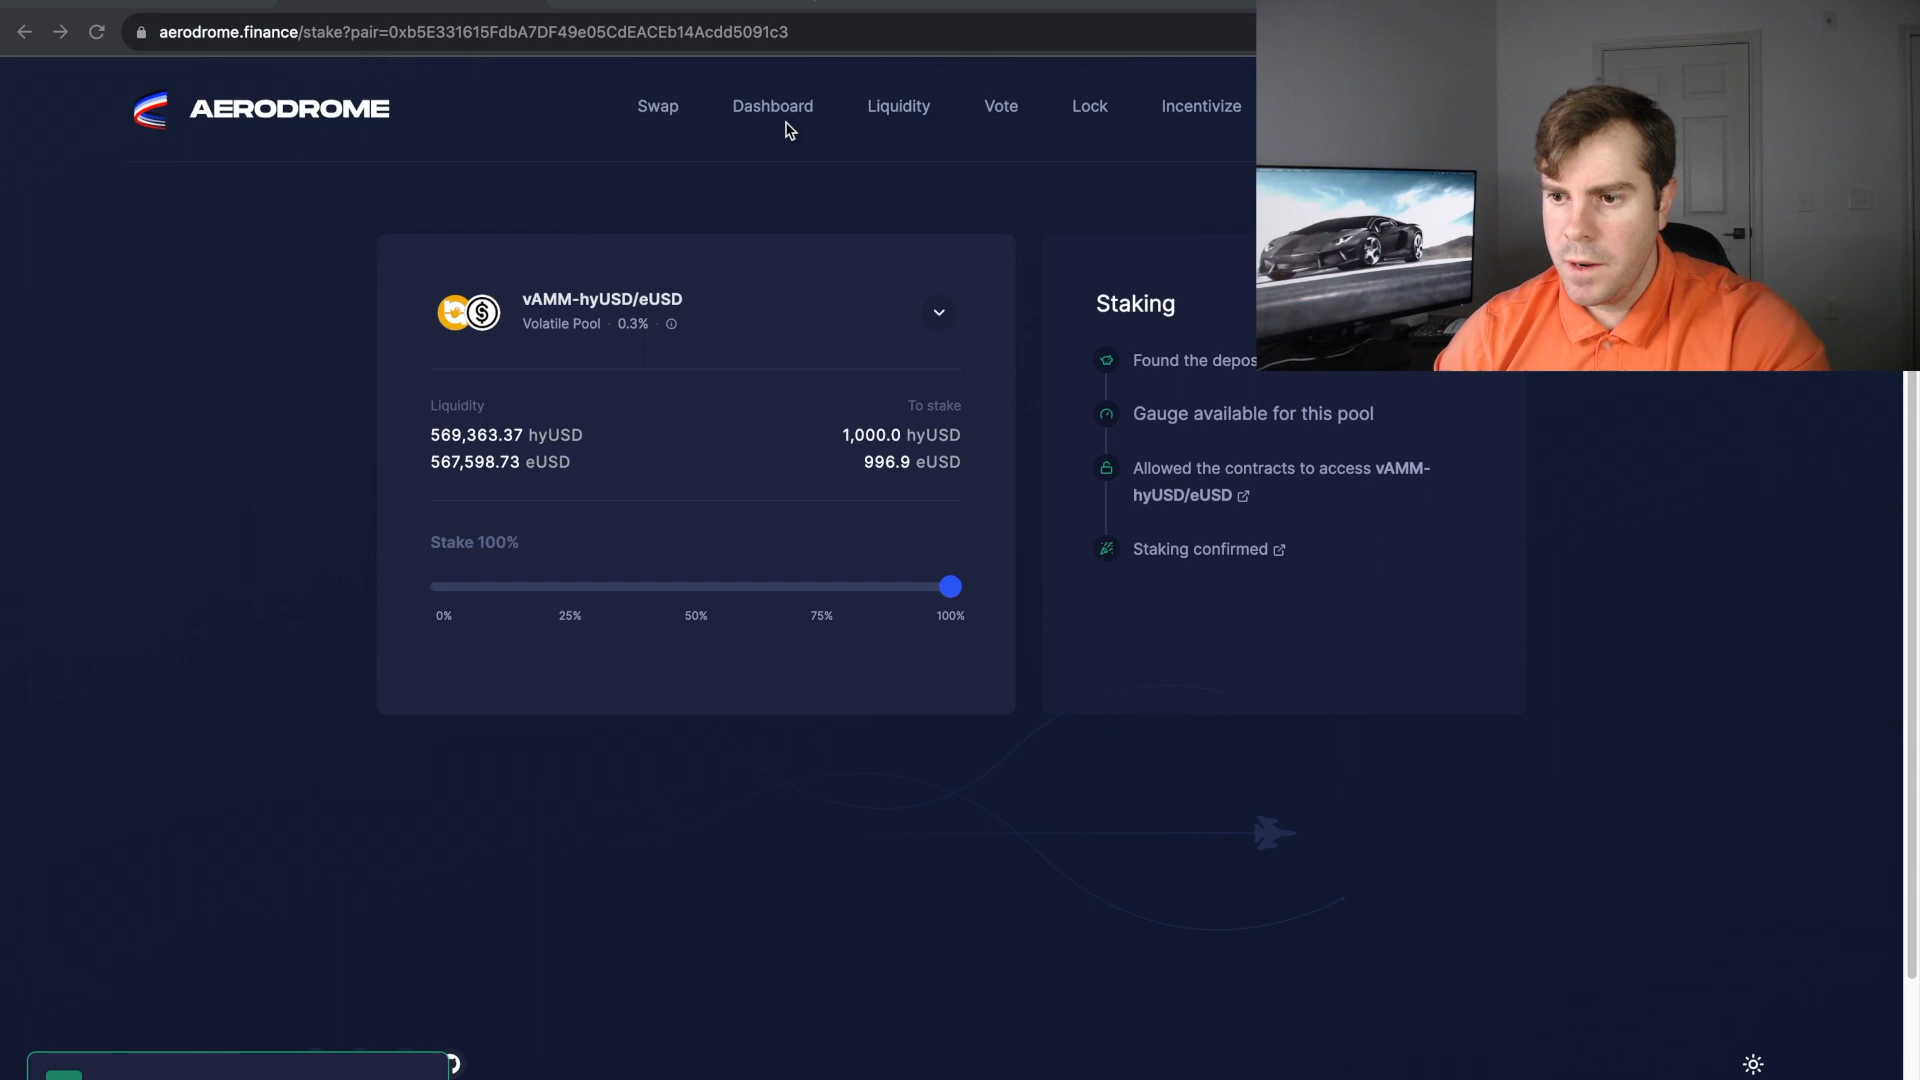 aerodrome.finance/stake?pair=0xb5E331615FdbA7DF49e05CdEACEb14Acdd5091c3
AERODROME
Swap
Dashboard
Liquidity
Vote
Lock
Incentivize
vAMM-hyUSD/eUSD
Volatile Pool · 0.3% ·
Liquidity
To stake
569,363.37 hyUSD
1,000.0 hyUSD
567,598.73 eUSD
996.9 eUSD
Stake 100%
0%
25%
50%
75%
100%
Staking
Found the depos
Gauge available for this pool
Allowed the contracts to access vAMM-
hyUSD/eUSD
Staking confirmed